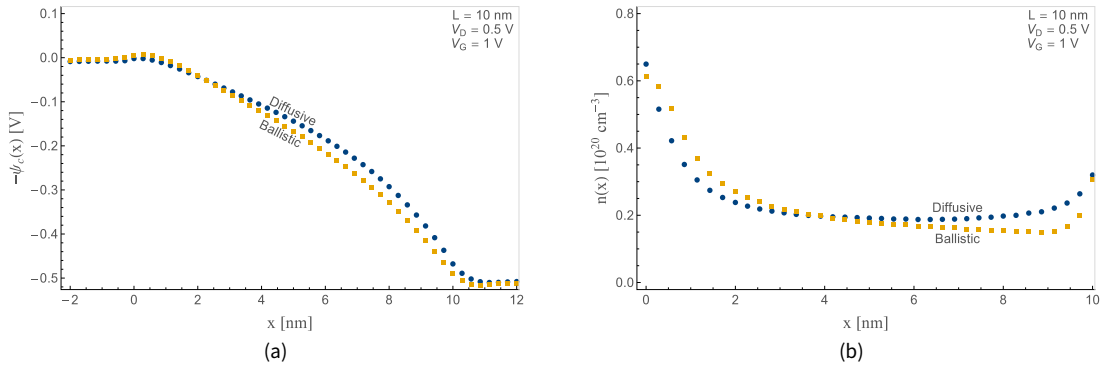 L = 10 nm
V_D = 0.5 V
V_G = 1 V
0.1
0.0
−0.1
−0.2
−0.3
−0.4
−0.5
−ψ_c(x) [V]
Diffusive
Ballistic
−2 0 2 4 6 8 10 12
x [nm]
(a)
L = 10 nm
V_D = 0.5 V
V_G = 1 V
0.8
0.6
0.4
0.2
0.0
n(x) [10^20 cm^−3]
Diffusive
Ballistic
0 2 4 6 8 10
x [nm]
(b)